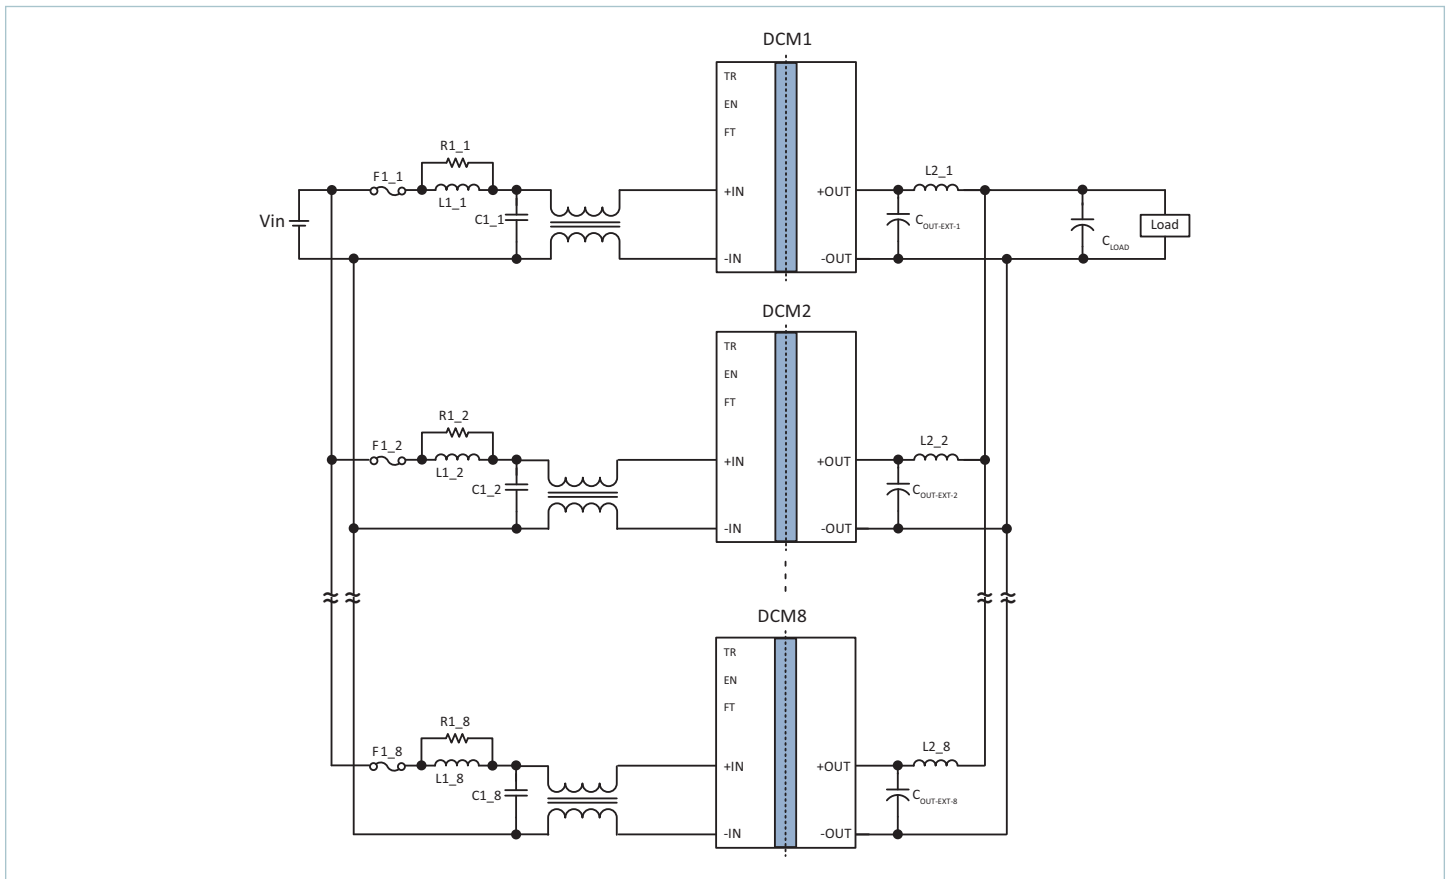 DCM1
TR
EN
FT
R1_1
F1_1
L1_1
C1_1
Vin
+IN
-IN
+OUT
-OUT
L2_1
COUT-EXT-1
CLOAD
Load
DCM2
TR
EN
FT
R1_2
F1_2
L1_2
C1_2
+IN
-IN
+OUT
-OUT
L2_2
COUT-EXT-2
DCM8
TR
EN
FT
R1_8
F1_8
L1_8
C1_8
+IN
-IN
+OUT
-OUT
L2_8
COUT-EXT-8